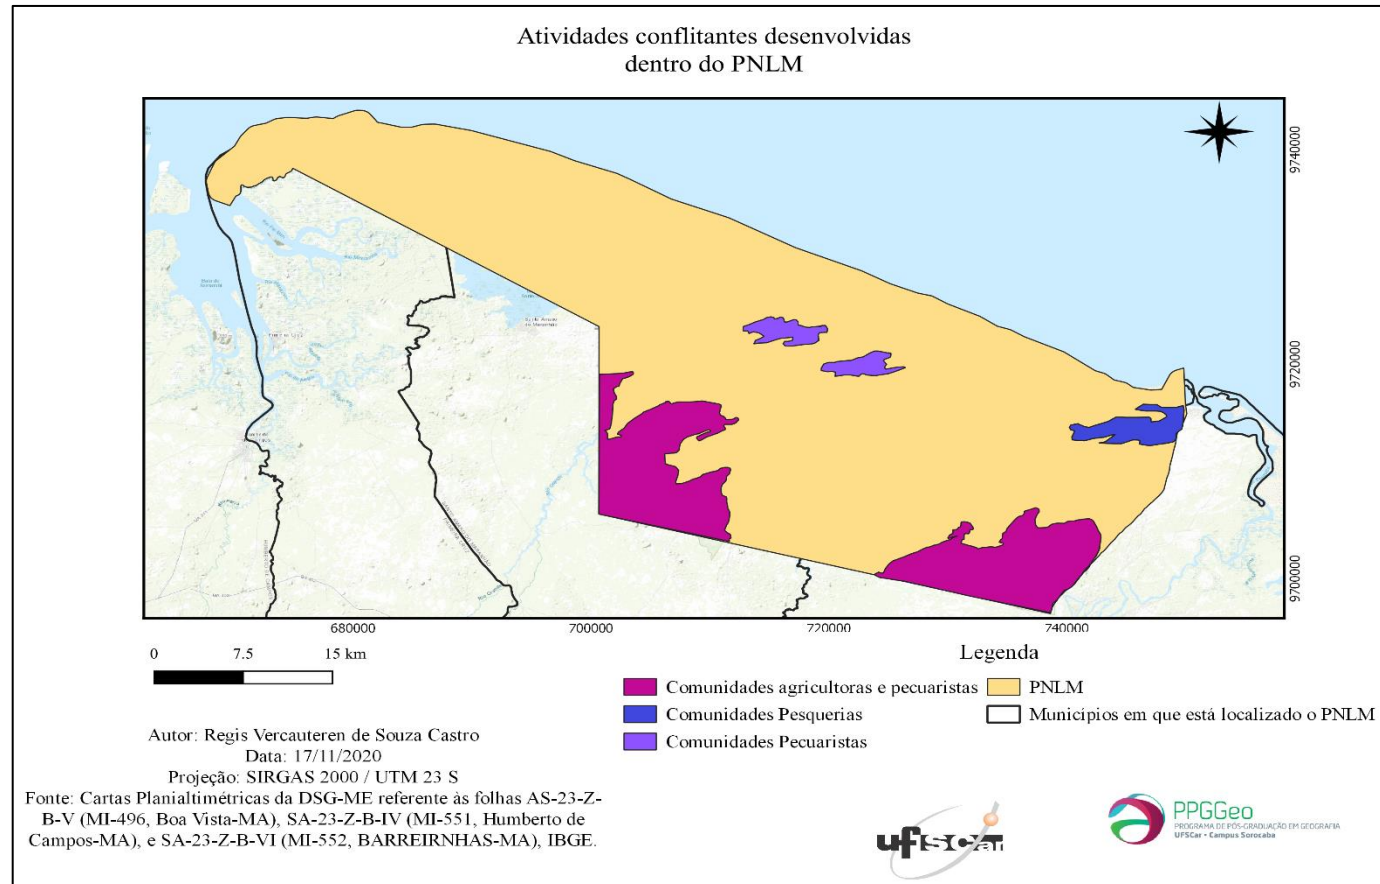 Atividades conflitantes desenvolvidas
dentro do PNLM
9740000
9720000
9700000
680000
700000
720000
740000
0 7.5 15 km
Legenda
Comunidades agricultoras e pecuaristas
PNLM
Comunidades Pesquerias
Municípios em que está localizado o PNLM
Comunidades Pecuaristas
Autor: Regis Vercauteren de Souza Castro
Data: 17/11/2020
Projeção: SIRGAS 2000 / UTM 23 S
Fonte: Cartas Planialtimétricas da DSG-ME referente às folhas AS-23-Z-
B-V (MI-496, Boa Vista-MA), SA-23-Z-B-IV (MI-551, Humberto de
Campos-MA), e SA-23-Z-B-VI (MI-552, BARREIRNHAS-MA), IBGE.
ufscar
PPGGeo
PROGRAMA DE PÓS-GRADUAÇÃO EM GEOGRAFIA
UFSCar • Campus Sorocaba